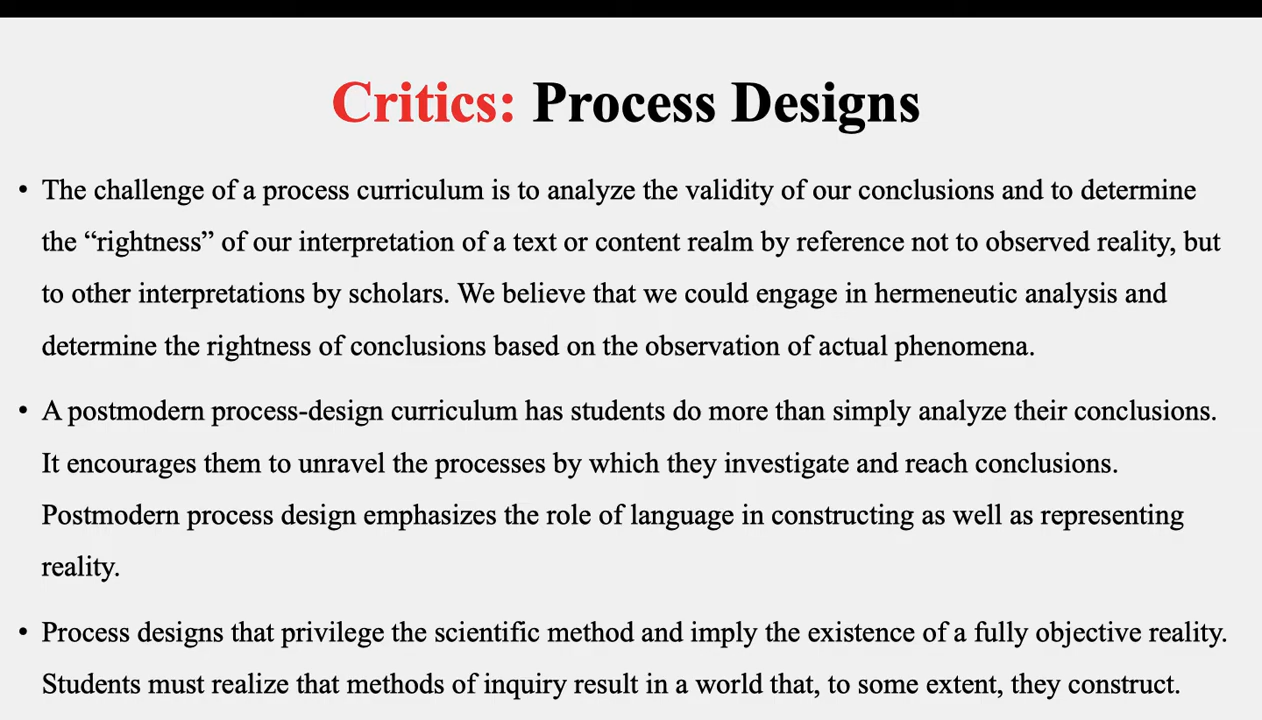 Critics: Process Designs
• The challenge of a process curriculum is to analyze the validity of our conclusions and to determine
the “rightness” of our interpretation of a text or content realm by reference not to observed reality, but
to other interpretations by scholars. We believe that we could engage in hermeneutic analysis and
determine the rightness of conclusions based on the observation of actual phenomena.
• A postmodern process-design curriculum has students do more than simply analyze their conclusions.
It encourages them to unravel the processes by which they investigate and reach conclusions.
Postmodern process design emphasizes the role of language in constructing as well as representing
reality.
• Process designs that privilege the scientific method and imply the existence of a fully objective reality.
Students must realize that methods of inquiry result in a world that, to some extent, they construct.